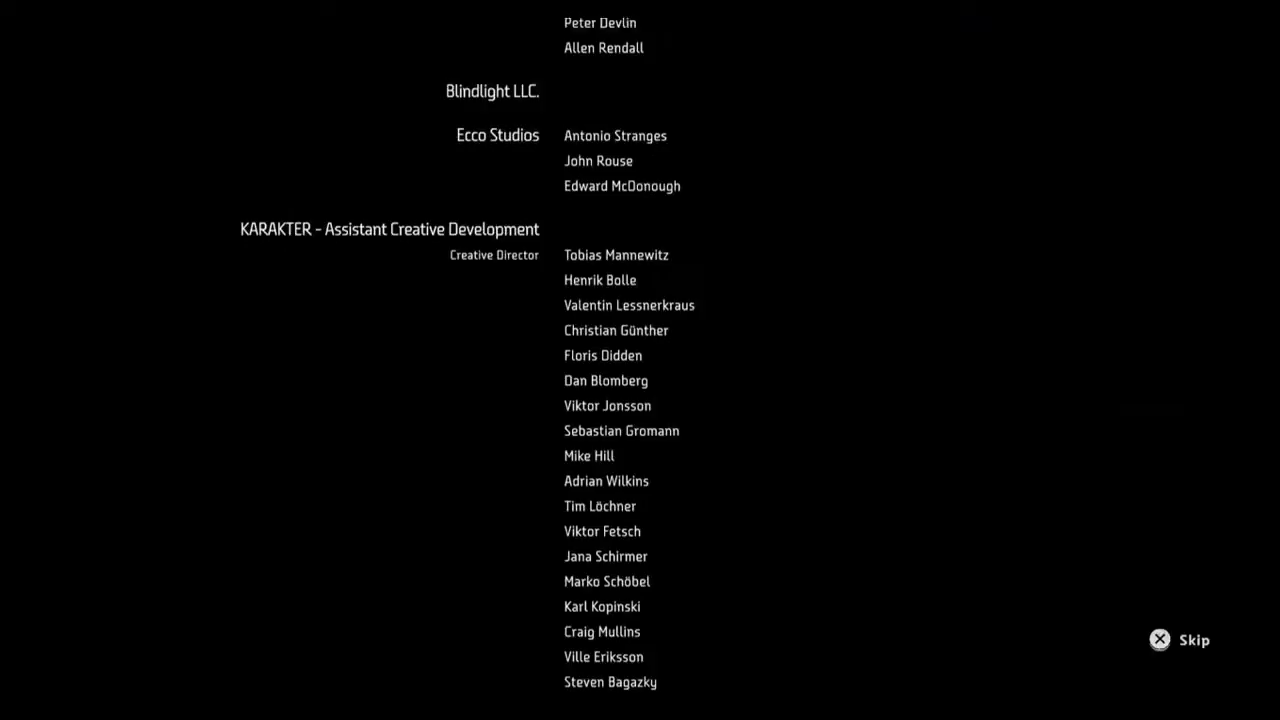 Peter Devlin
Allen Rendall
Blindlight LLC.
Ecco Studios Antonio Stranges
John Rouse
Edward McDonough
KARAKTER - Assistant Creative Development
Creative Director Tobias Mannewitz
Henrik Bolle
Valentin Lessnerkraus
Christian Günther
Floris Didden
Dan Blomberg
Viktor Jonsson
Sebastian Gromann
Mike Hill
Adrian Wilkins
Tim Löchner
Viktor Fetsch
Jana Schirmer
Marko Schöbel
Karl Kopinski
Craig Mullins
Ville Eriksson
Steven Bagazky
Skip